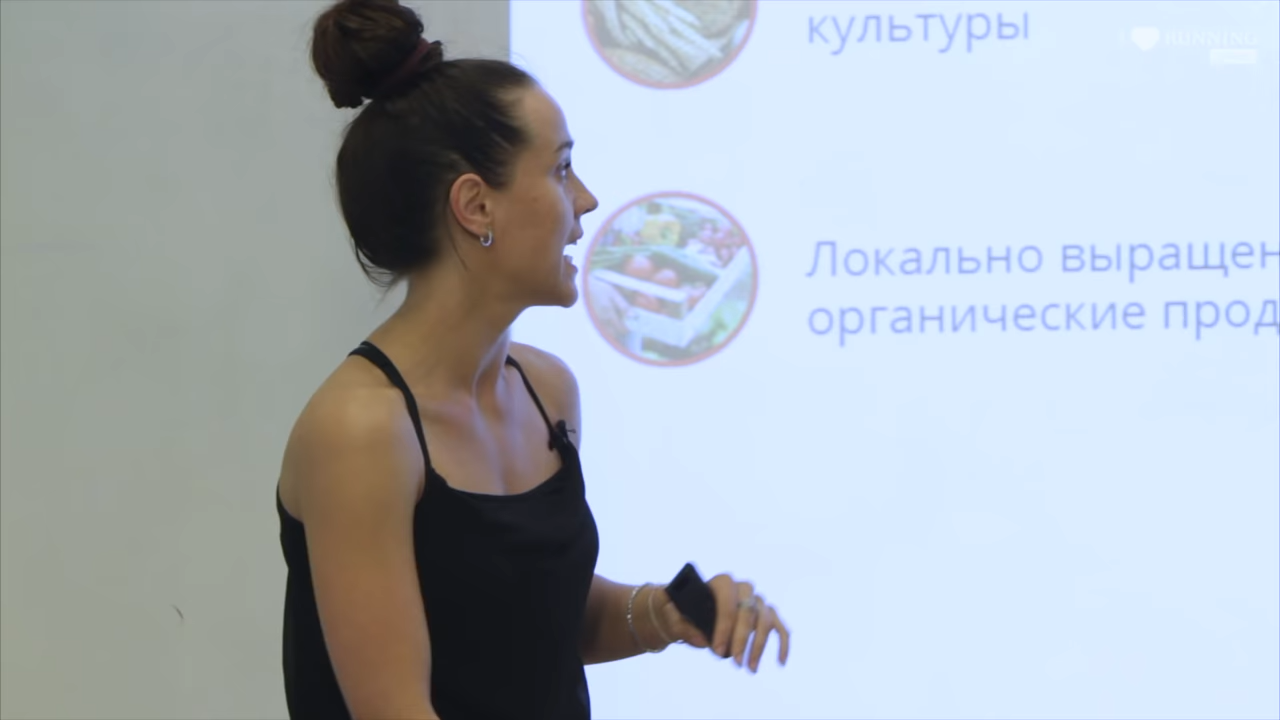 культуры
I RUNNING
Локально выращен
органические прод